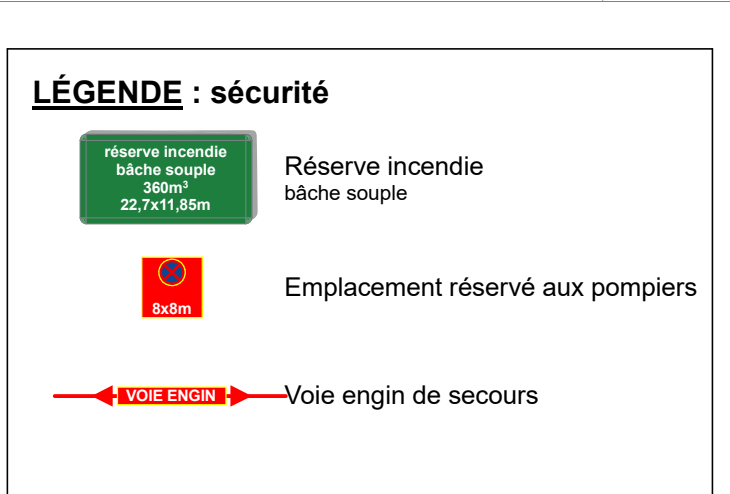 LÉGENDE : sécurité
réserve incendie
bâche souple
360m³
22,7x11,85m
Réserve incendie
bâche souple
8x8m
Emplacement réservé aux pompiers
VOIE ENGIN
Voie engin de secours